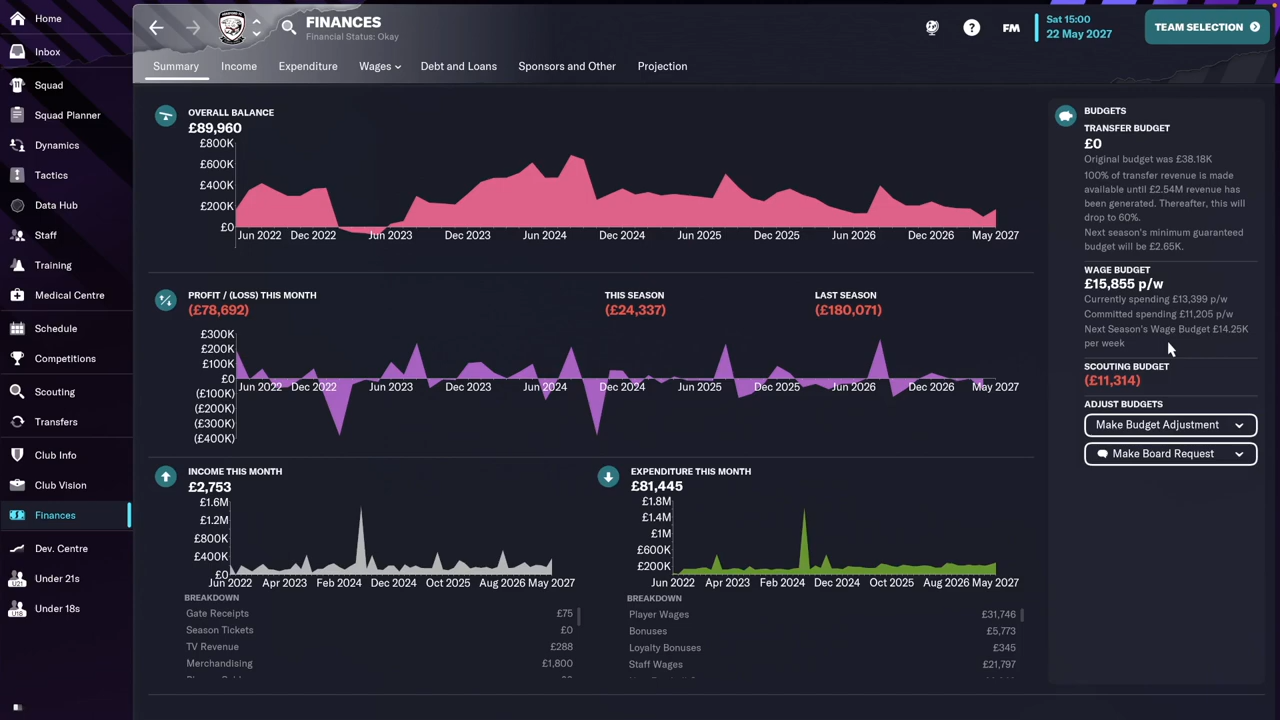 Home
Inbox
Squad
Squad Planner
Dynamics
Tactics
Data Hub
Staff
Training
Medical Centre
Schedule
Competitions
Scouting
Transfers
Club Info
Club Vision
Finances
Dev. Centre
Under 21s
U21
Under 18s
U18
11
FINANCES
Financial Status: Okay
?
FM
Sat 15:00
22 May 2027
TEAM SELECTION
Summary
Income
Expenditure
Wages
Debt and Loans
Sponsors and Other
Projection
OVERALL BALANCE
£89,960
£800K
£600K
£400K
£200K
£0
Jun 2022 Dec 2022 Jun 2023 Dec 2023 Jun 2024 Dec 2024 Jun 2025 Dec 2025 Jun 2026 Dec 2026 May 2027
PROFIT / (LOSS) THIS MONTH
(£78,692)
THIS SEASON
(£24,337)
LAST SEASON
(£180,071)
£300K
£200K
£100K
£0
(£100K)
(£200K)
(£300K)
(£400K)
Jun 2022 Dec 2022 Jun 2023 Dec 2023 Jun 2024 Dec 2024 Jun 2025 Dec 2025 Jun 2026 Dec 2026 May 2027
INCOME THIS MONTH
£2,753
£1.6M
£1.2M
£800K
£400K
£0
Jun 2022 Apr 2023 Feb 2024 Dec 2024 Oct 2025 Aug 2026 May 2027
BREAKDOWN
Gate Receipts £75
Season Tickets £0
TV Revenue £288
Merchandising £1,800
EXPENDITURE THIS MONTH
£81,445
£1.8M
£1.4M
£1M
£600K
£200K
Jun 2022 Apr 2023 Feb 2024 Dec 2024 Oct 2025 Aug 2026 May 2027
BREAKDOWN
Player Wages £31,746
Bonuses £5,773
Loyalty Bonuses £345
Staff Wages £21,797
BUDGETS
TRANSFER BUDGET
£0
Original budget was £38.18K
100% of transfer revenue is made
available until £2.54M revenue has
been generated. Thereafter, this will
drop to 60%.
Next season's minimum guaranteed
budget will be £2.65K.
WAGE BUDGET
£15,855 p/w
Currently spending £13,399 p/w
Committed spending £11,205 p/w
Next Season's Wage Budget £14.25K
per week
SCOUTING BUDGET
(£11,314)
ADJUST BUDGETS
Make Budget Adjustment
Make Board Request